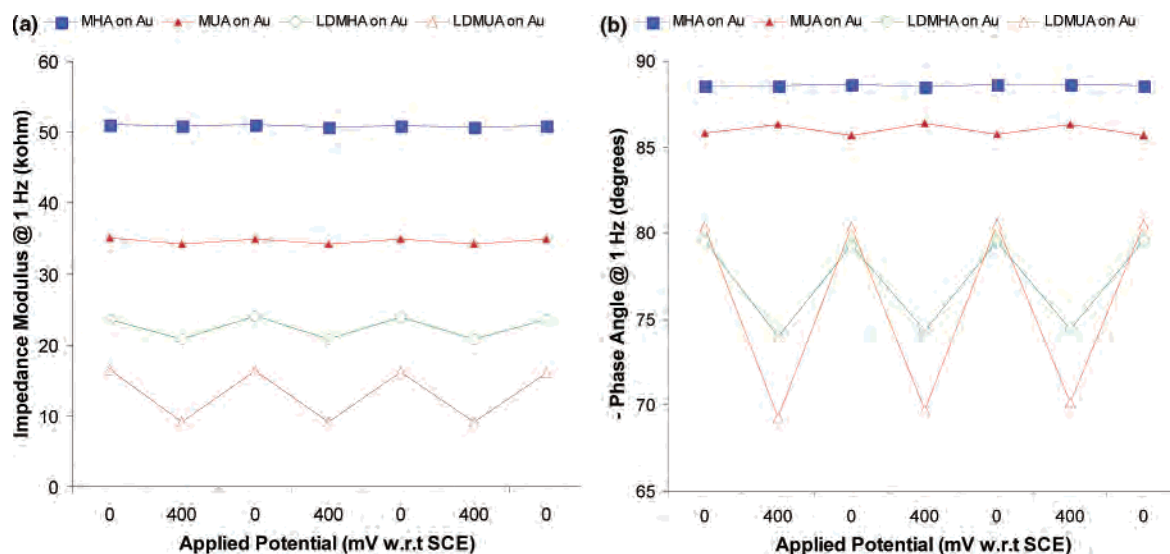 (a) MHA on Au MUA on Au LDMHA on Au LDMUA on Au
Impedance Modulus @ 1 Hz (kohm)
60
50
40
30
20
10
0
0 400 0 400 0 400 0
Applied Potential (mV w.r.t SCE)
(b) MHA on Au MUA on Au LDMHA on Au LDMUA on Au
- Phase Angle @ 1 Hz (degrees)
90
85
80
75
70
65
0 400 0 400 0 400 0
Applied Potential (mV w.r.t SCE)